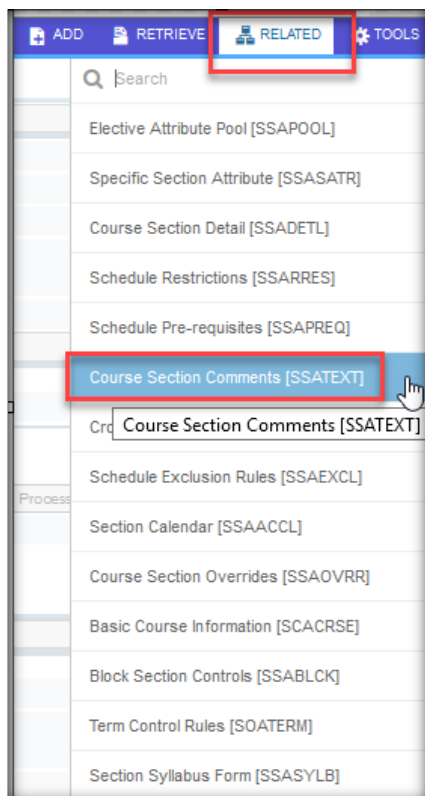 ADD RETRIEVE RELATED TOOLS
Search
Elective Attribute Pool [SSAPOOL]
Specific Section Attribute [SSASATR]
Course Section Detail [SSADETL]
Schedule Restrictions [SSARRES]
Schedule Pre-requisites [SSAPREQ]
Course Section Comments [SSATEXT]
Course Section Comments [SSATEXT]
Schedule Exclusion Rules [SSAEXCL]
Process
Section Calendar [SSAACCL]
Course Section Overrides [SSAOVRR]
Basic Course Information [SCACRSE]
Block Section Controls [SSABLCK]
Term Control Rules [SOATERM]
Section Syllabus Form [SSASYLB]